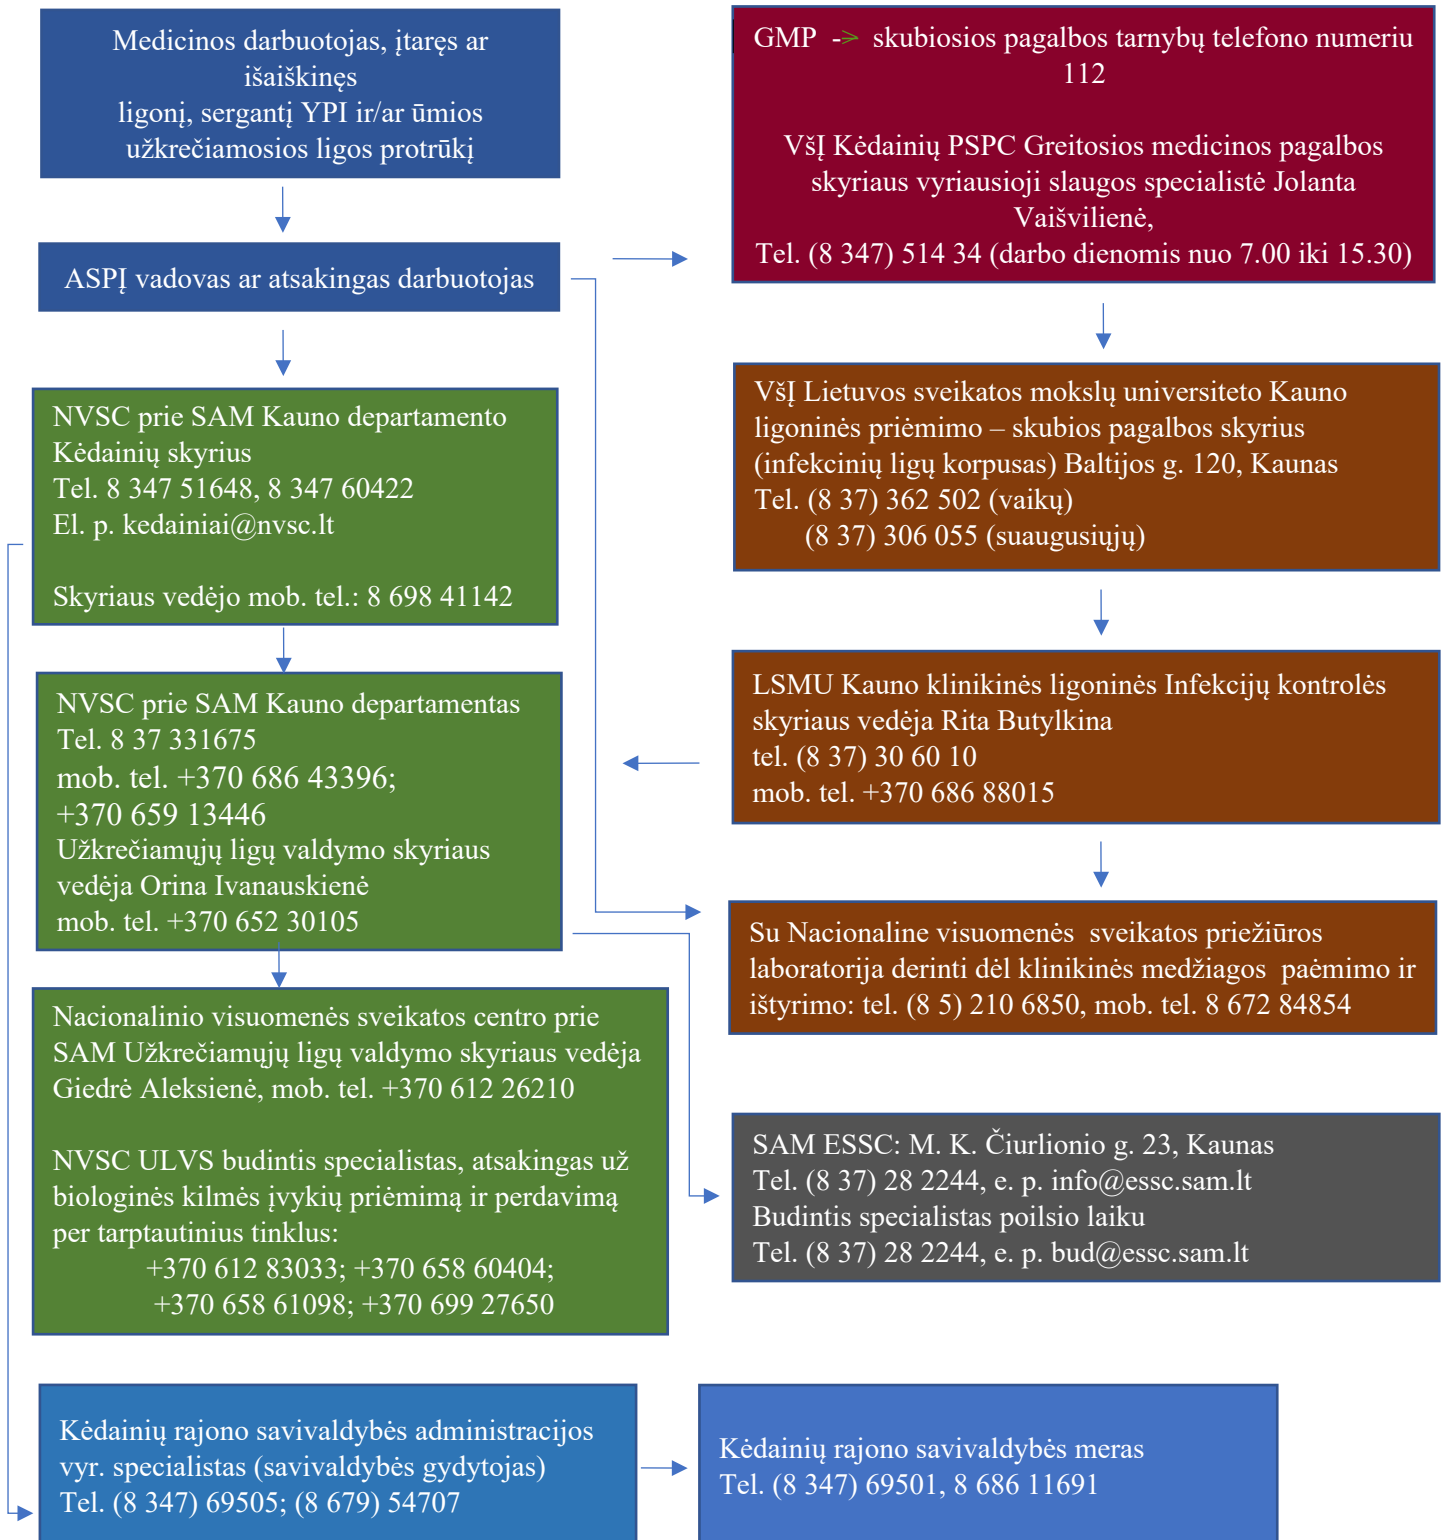 Medicinos darbuotojas, įtaręs ar
išaiškinęs
ligonį, sergantį YPI ir/ar ūmios
užkrečiamosios ligos protrūkį
ASPĮ vadovas ar atsakingas darbuotojas
NVSC prie SAM Kauno departamento
Kėdainių skyrius
Tel. 8 347 51648, 8 347 60422
El. p. kedainiai@nvsc.lt
Skyriaus vedėjo mob. tel.: 8 698 41142
NVSC prie SAM Kauno departamentas
Tel. 8 37 331675
mob. tel. +370 686 43396;
+370 659 13446
Užkrečiamųjų ligų valdymo skyriaus
vedėja Orina Ivanauskienė
mob. tel. +370 652 30105
Nacionalinio visuomenės sveikatos centro prie
SAM Užkrečiamųjų ligų valdymo skyriaus vedėja
Giedrė Aleksienė, mob. tel. +370 612 26210
NVSC ULVS budintis specialistas, atsakingas už
biologinės kilmės įvykių priėmimą ir perdavimą
per tarptautinius tinklus:
+370 612 83033; +370 658 60404;
+370 658 61098; +370 699 27650
GMP -> skubiosios pagalbos tarnybų telefono numeriu
112
VšĮ Kėdainių PSPC Greitosios medicinos pagalbos
skyriaus vyriausioji slaugos specialistė Jolanta
Vaišvilienė,
Tel. (8 347) 514 34 (darbo dienomis nuo 7.00 iki 15.30)
VšĮ Lietuvos sveikatos mokslų universiteto Kauno
ligoninės priėmimo – skubios pagalbos skyrius
(infekcinių ligų korpusas) Baltijos g. 120, Kaunas
Tel. (8 37) 362 502 (vaikų)
(8 37) 306 055 (suaugusiųjų)
LSMU Kauno klinikinės ligoninės Infekcijų kontrolės
skyriaus vedėja Rita Butylkina
tel. (8 37) 30 60 10
mob. tel. +370 686 88015
Su Nacionaline visuomenės sveikatos priežiūros
laboratorija derinti dėl klinikinės medžiagos paėmimo ir
ištyrimo: tel. (8 5) 210 6850, mob. tel. 8 672 84854
SAM ESSC: M. K. Čiurlionio g. 23, Kaunas
Tel. (8 37) 28 2244, e. p. info@essc.sam.lt
Budintis specialistas poilsio laiku
Tel. (8 37) 28 2244, e. p. bud@essc.sam.lt
Kėdainių rajono savivaldybės administracijos
vyr. specialistas (savivaldybės gydytojas)
Tel. (8 347) 69505; (8 679) 54707
Kėdainių rajono savivaldybės meras
Tel. (8 347) 69501, 8 686 11691